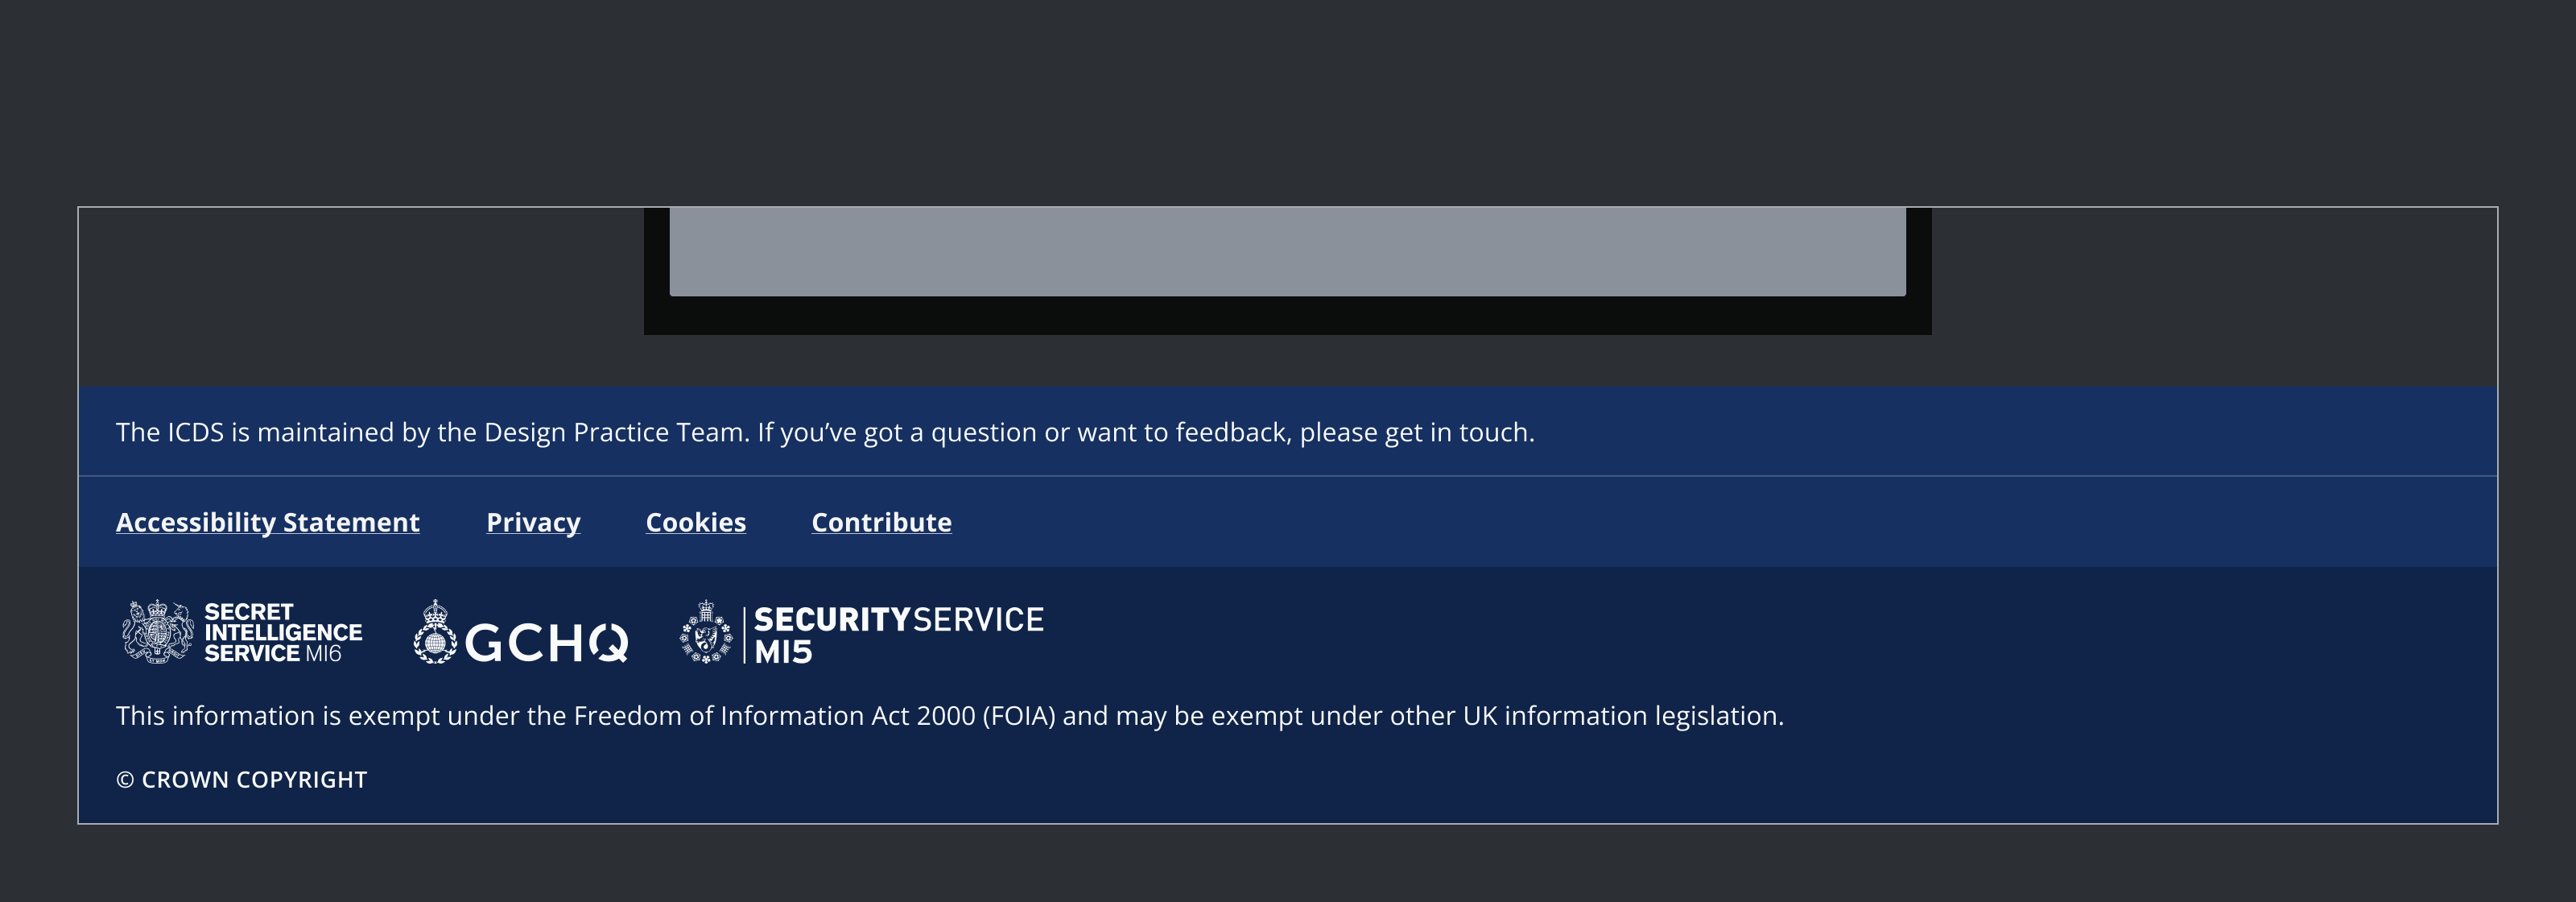 The ICDS is maintained by the Design Practice Team. If you’ve got a question or want to feedback, please get in touch.
Accessibility Statement Privacy Cookies Contribute
SECRET
INTELLIGENCE
SERVICE MI6
GCHQ
SECURITYSERVICE
MI5
This information is exempt under the Freedom of Information Act 2000 (FOIA) and may be exempt under other UK information legislation.
© CROWN COPYRIGHT